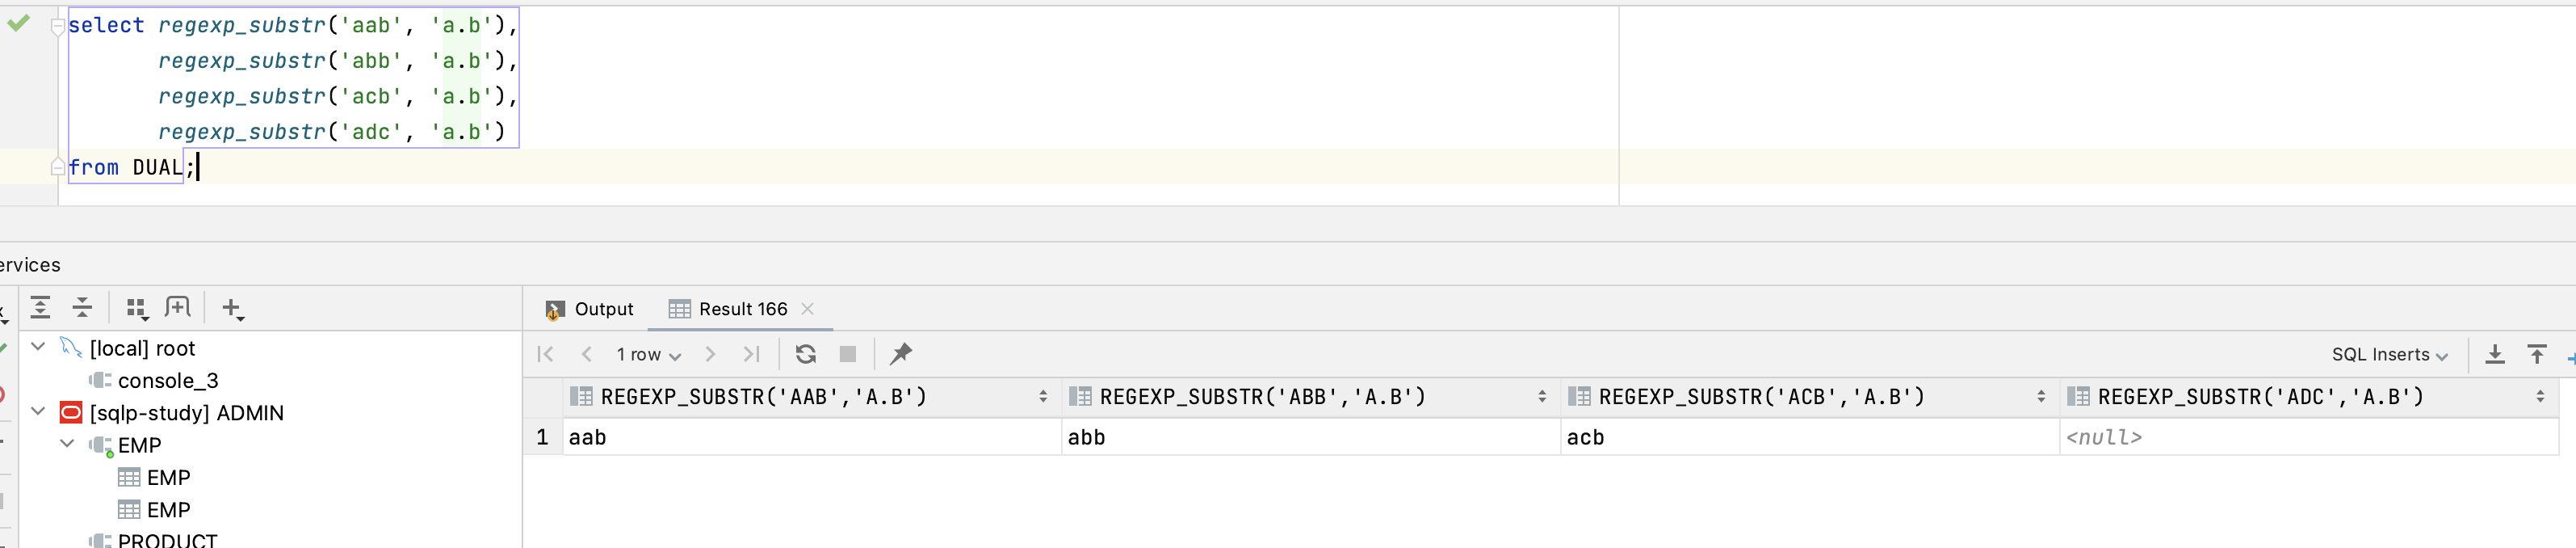 select regexp_substr('aab', 'a.b'),
regexp_substr('abb', 'a.b'),
regexp_substr('acb', 'a.b'),
regexp_substr('adc', 'a.b')
from DUAL;
ervices
Output
Result 166
[local] root
1 row
SQL Inserts
console_3
REGEXP_SUBSTR('AAB','A.B')
REGEXP_SUBSTR('ABB','A.B')
REGEXP_SUBSTR('ACB','A.B')
REGEXP_SUBSTR('ADC','A.B')
[sqlp-study] ADMIN
1 aab abb acb <null>
EMP
EMP
EMP
PRODUCT